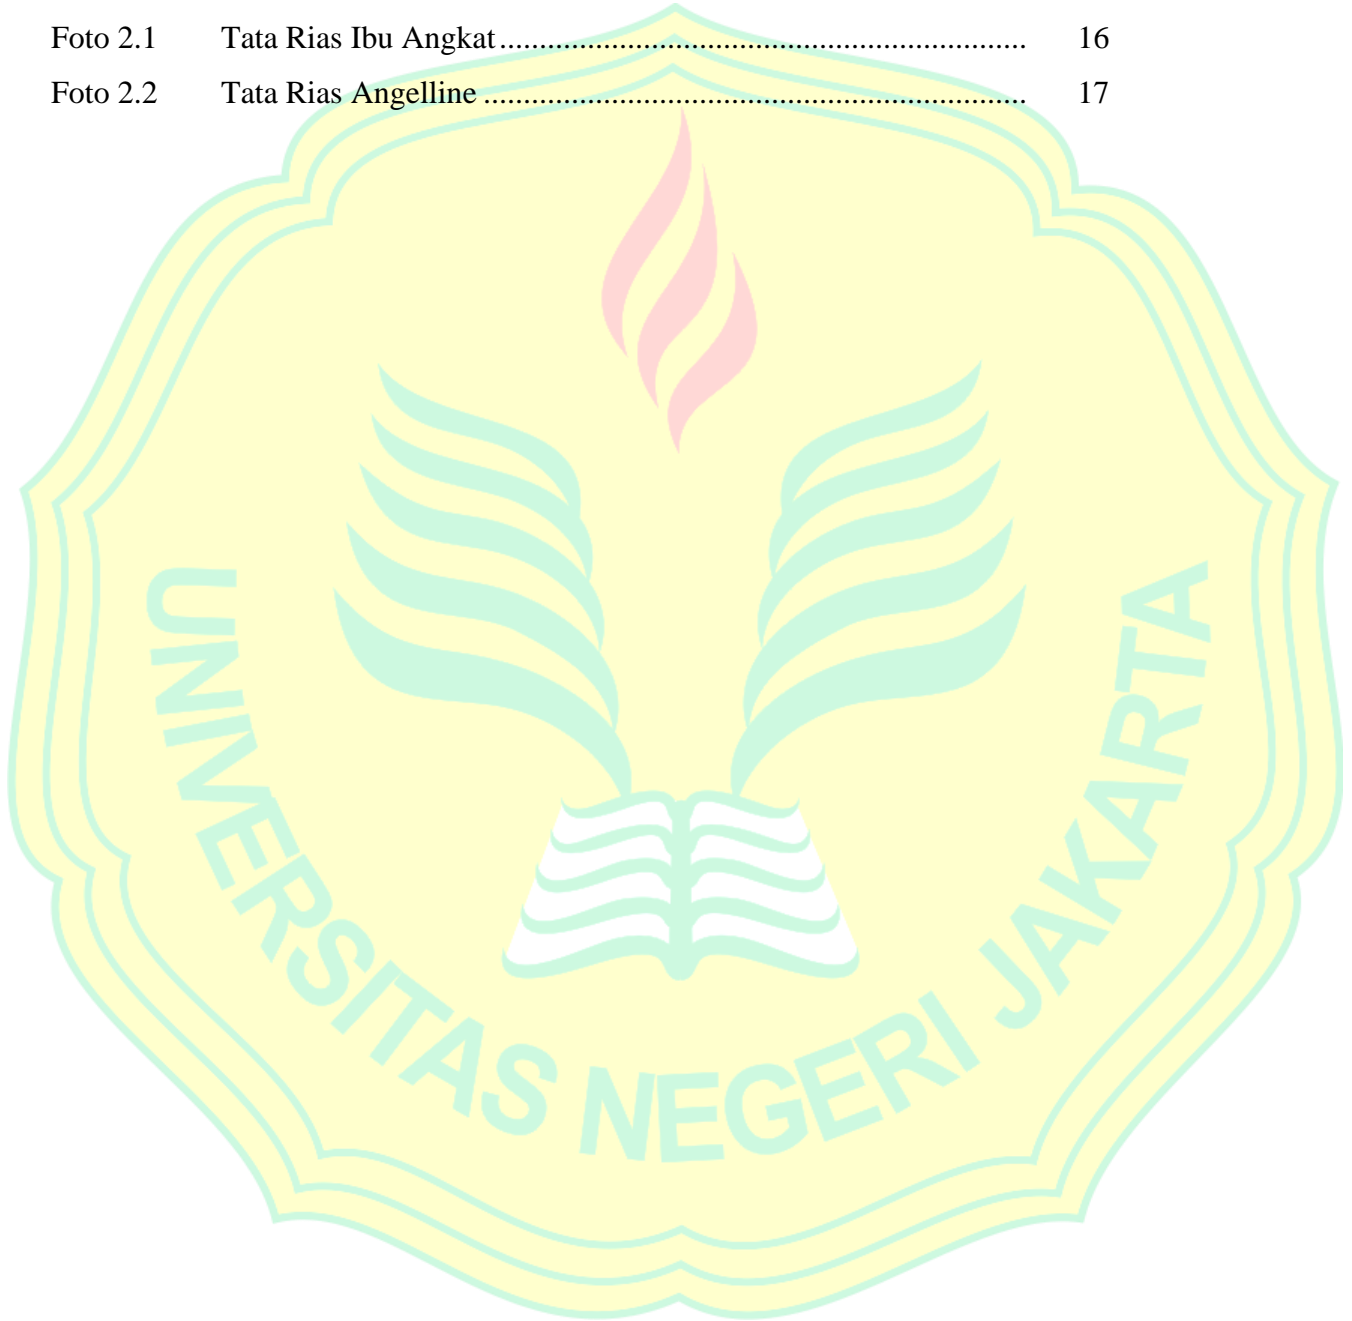 Foto 2.1 Tata Rias Ibu Angkat.................................................................. 16
Foto 2.2 Tata Rias Angelline .................................................................... 17
UNIVERSITAS NEGERI JAKARTA